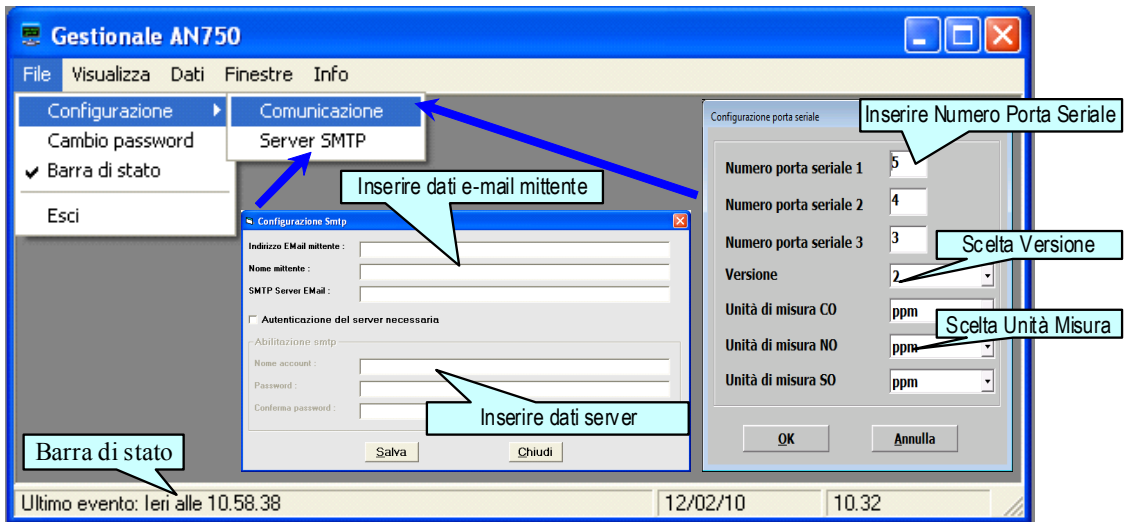 Gestionale AN750
File Visualizza Dati Finestre Info
Configurazione
Cambio password
Barra di stato
Esci
Comunicazione
Server SMTP
Inserire dati e-mail mittente
Configurazione Smtp
Indirizzo EMail mittente :
Nome mittente :
SMTP Server EMail :
Autenticazione del server necessaria
Abilitazione smtp
Nome account :
Password :
Conferma password :
Inserire dati server
Salva Chiudi
Configurazione porta seriale
Inserire Numero Porta Seriale
Numero porta seriale 1 5
Numero porta seriale 2 4
Numero porta seriale 3 3
Scelta Versione
Versione 2
Unità di misura CO ppm
Scelta Unità Misura
Unità di misura NO ppm
Unità di misura SO ppm
OK Annulla
Barra di stato
Ultimo evento: Ieri alle 10.58.38 12/02/10 10.32